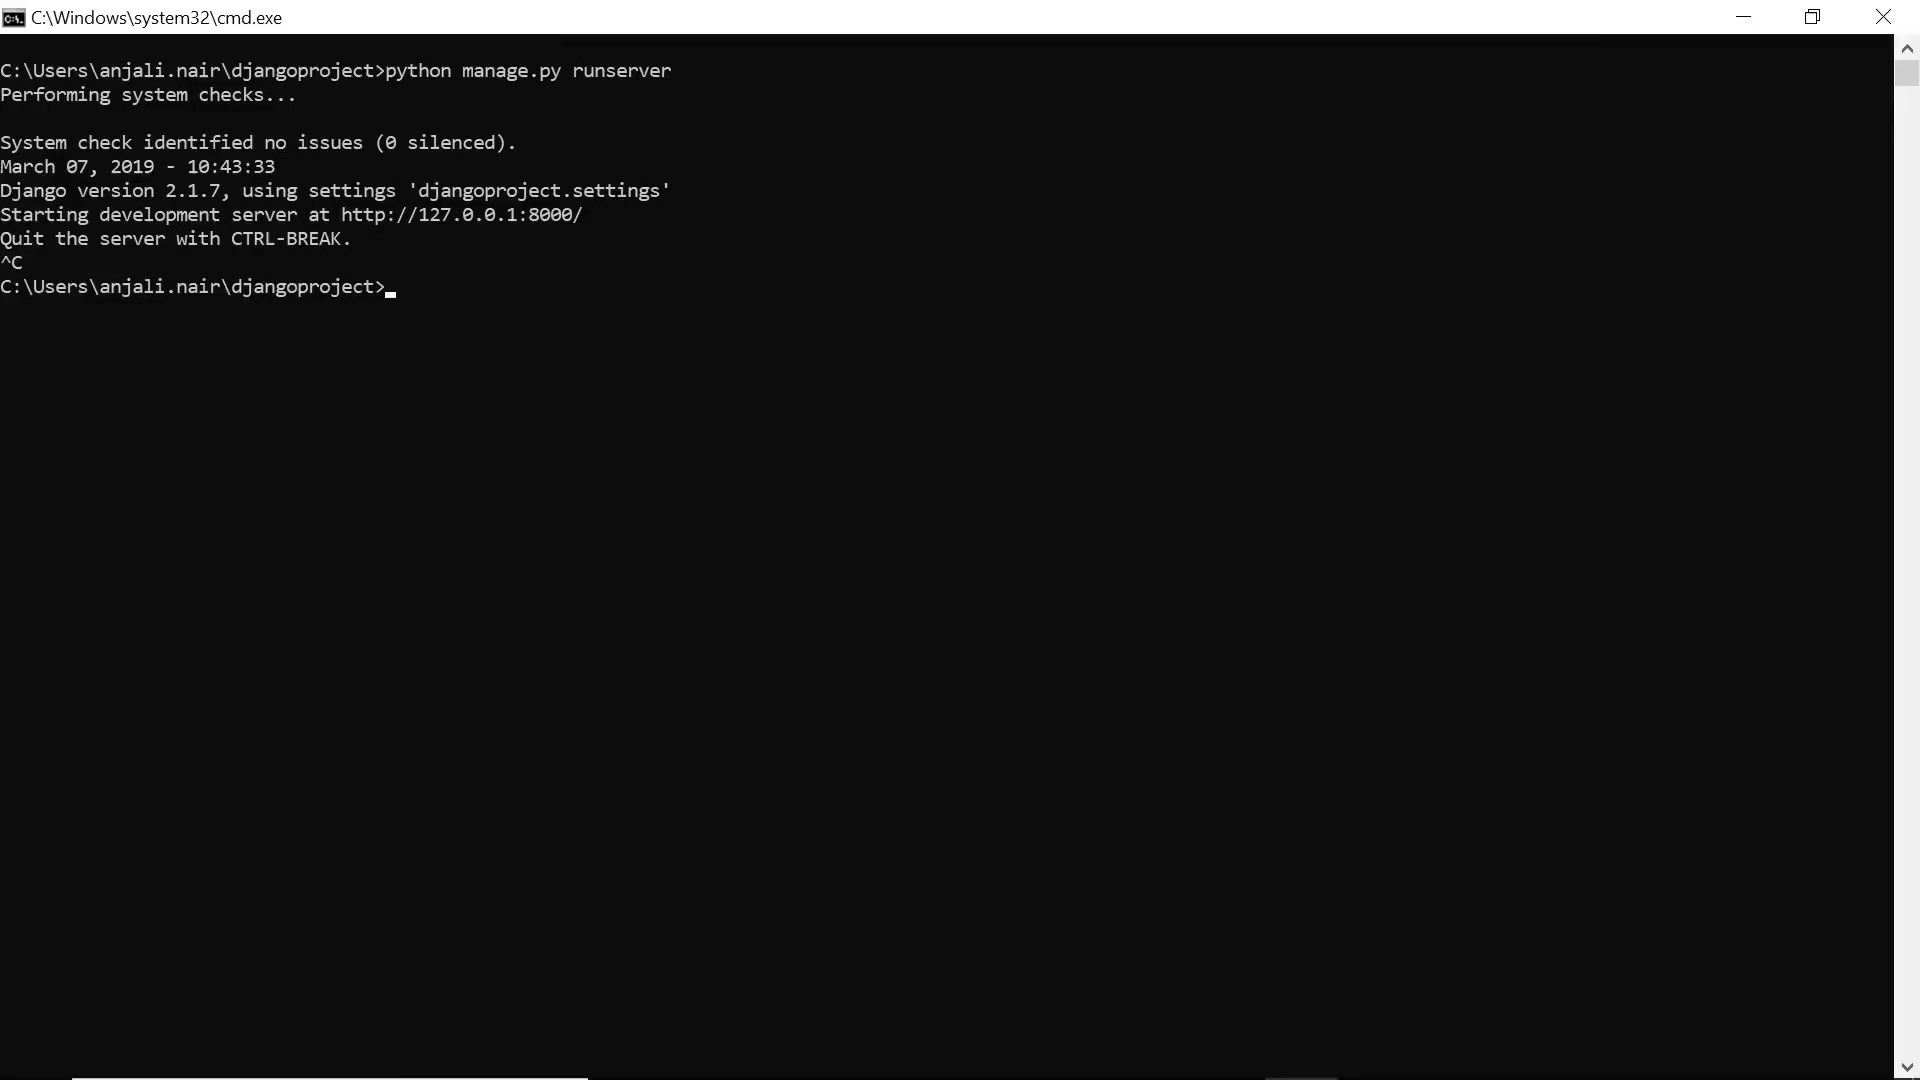 C:\Windows\system32\cmd.exe
C:\Users\anjali.nair\djangoproject>python manage.py runserver
Performing system checks...
System check identified no issues (0 silenced).
March 07, 2019 - 10:43:33
Django version 2.1.7, using settings 'djangoproject.settings'
Starting development server at http://127.0.0.1:8000/
Quit the server with CTRL-BREAK.
^C
C:\Users\anjali.nair\djangoproject>